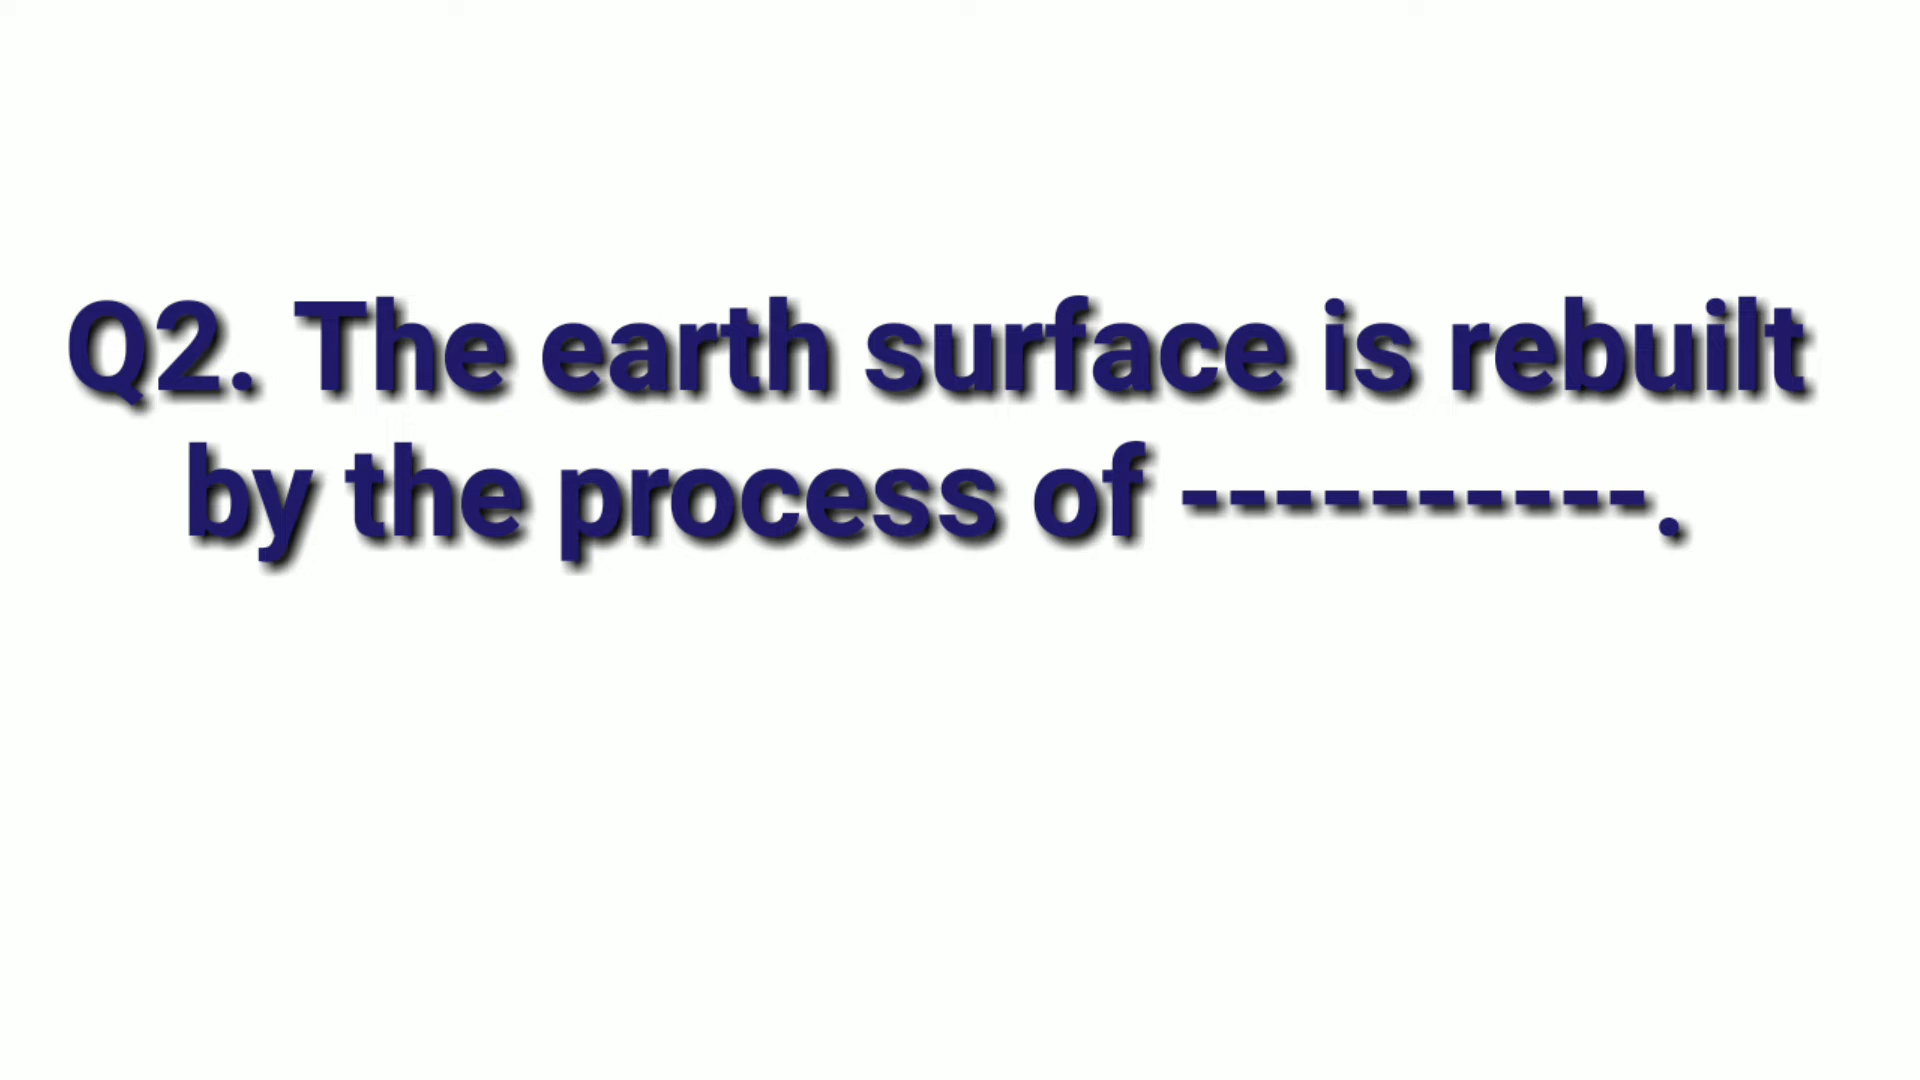 Q2. The earth surface is rebuilt
by the process of ----------.